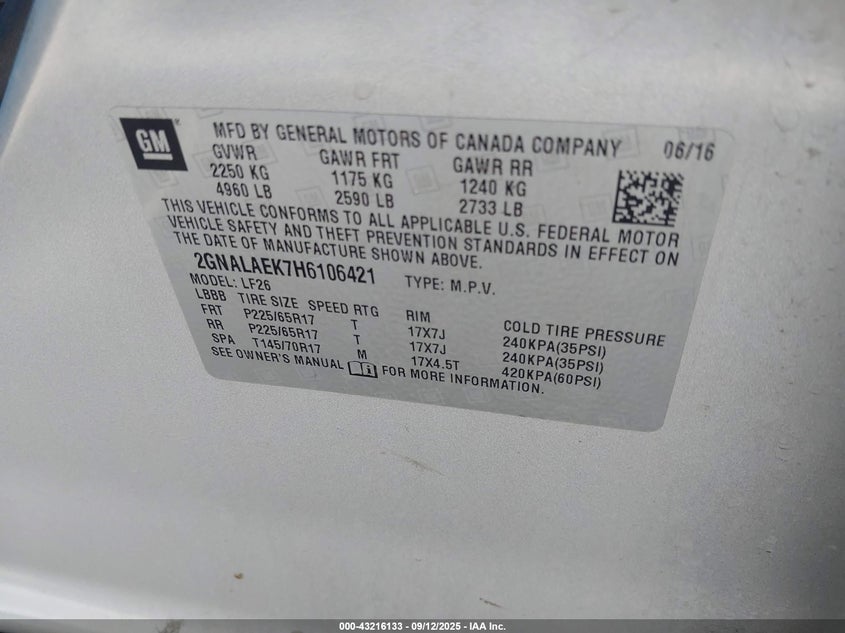 GM
MFD BY GENERAL MOTORS OF CANADA COMPANY 06/16
GVWR GAWR FRT GAWR RR
2250 KG 1175 KG 1240 KG
4960 LB 2590 LB 2733 LB
THIS VEHICLE CONFORMS TO ALL APPLICABLE U.S. FEDERAL MOTOR
VEHICLE SAFETY AND THEFT PREVENTION STANDARDS IN EFFECT ON
THE DATE OF MANUFACTURE SHOWN ABOVE.
2GNALAEK7H6106421 TYPE: M.P.V.
MODEL: LF26
LBBB TIRE SIZE SPEED RTG RIM COLD TIRE PRESSURE
FRT P225/65R17 T 17X7J 240KPA(35PSI)
RR P225/65R17 T 17X7J 240KPA(35PSI)
SPA T145/70R17 M 17X4.5T 420KPA(60PSI)
SEE OWNER'S MANUAL FOR MORE INFORMATION.
000-43216133 - 09/12/2025 - IAA Inc.